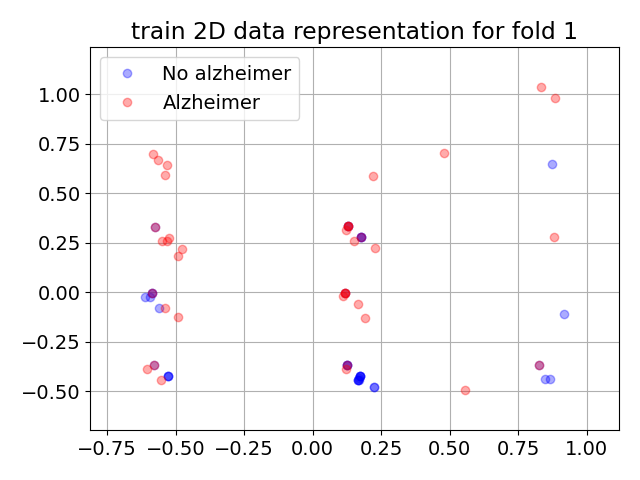 train 2D data representation for fold 1
No alzheimer
Alzheimer
1.00
0.75
0.50
0.25
0.00
−0.25
−0.50
−0.75 −0.50 −0.25 0.00 0.25 0.50 0.75 1.00